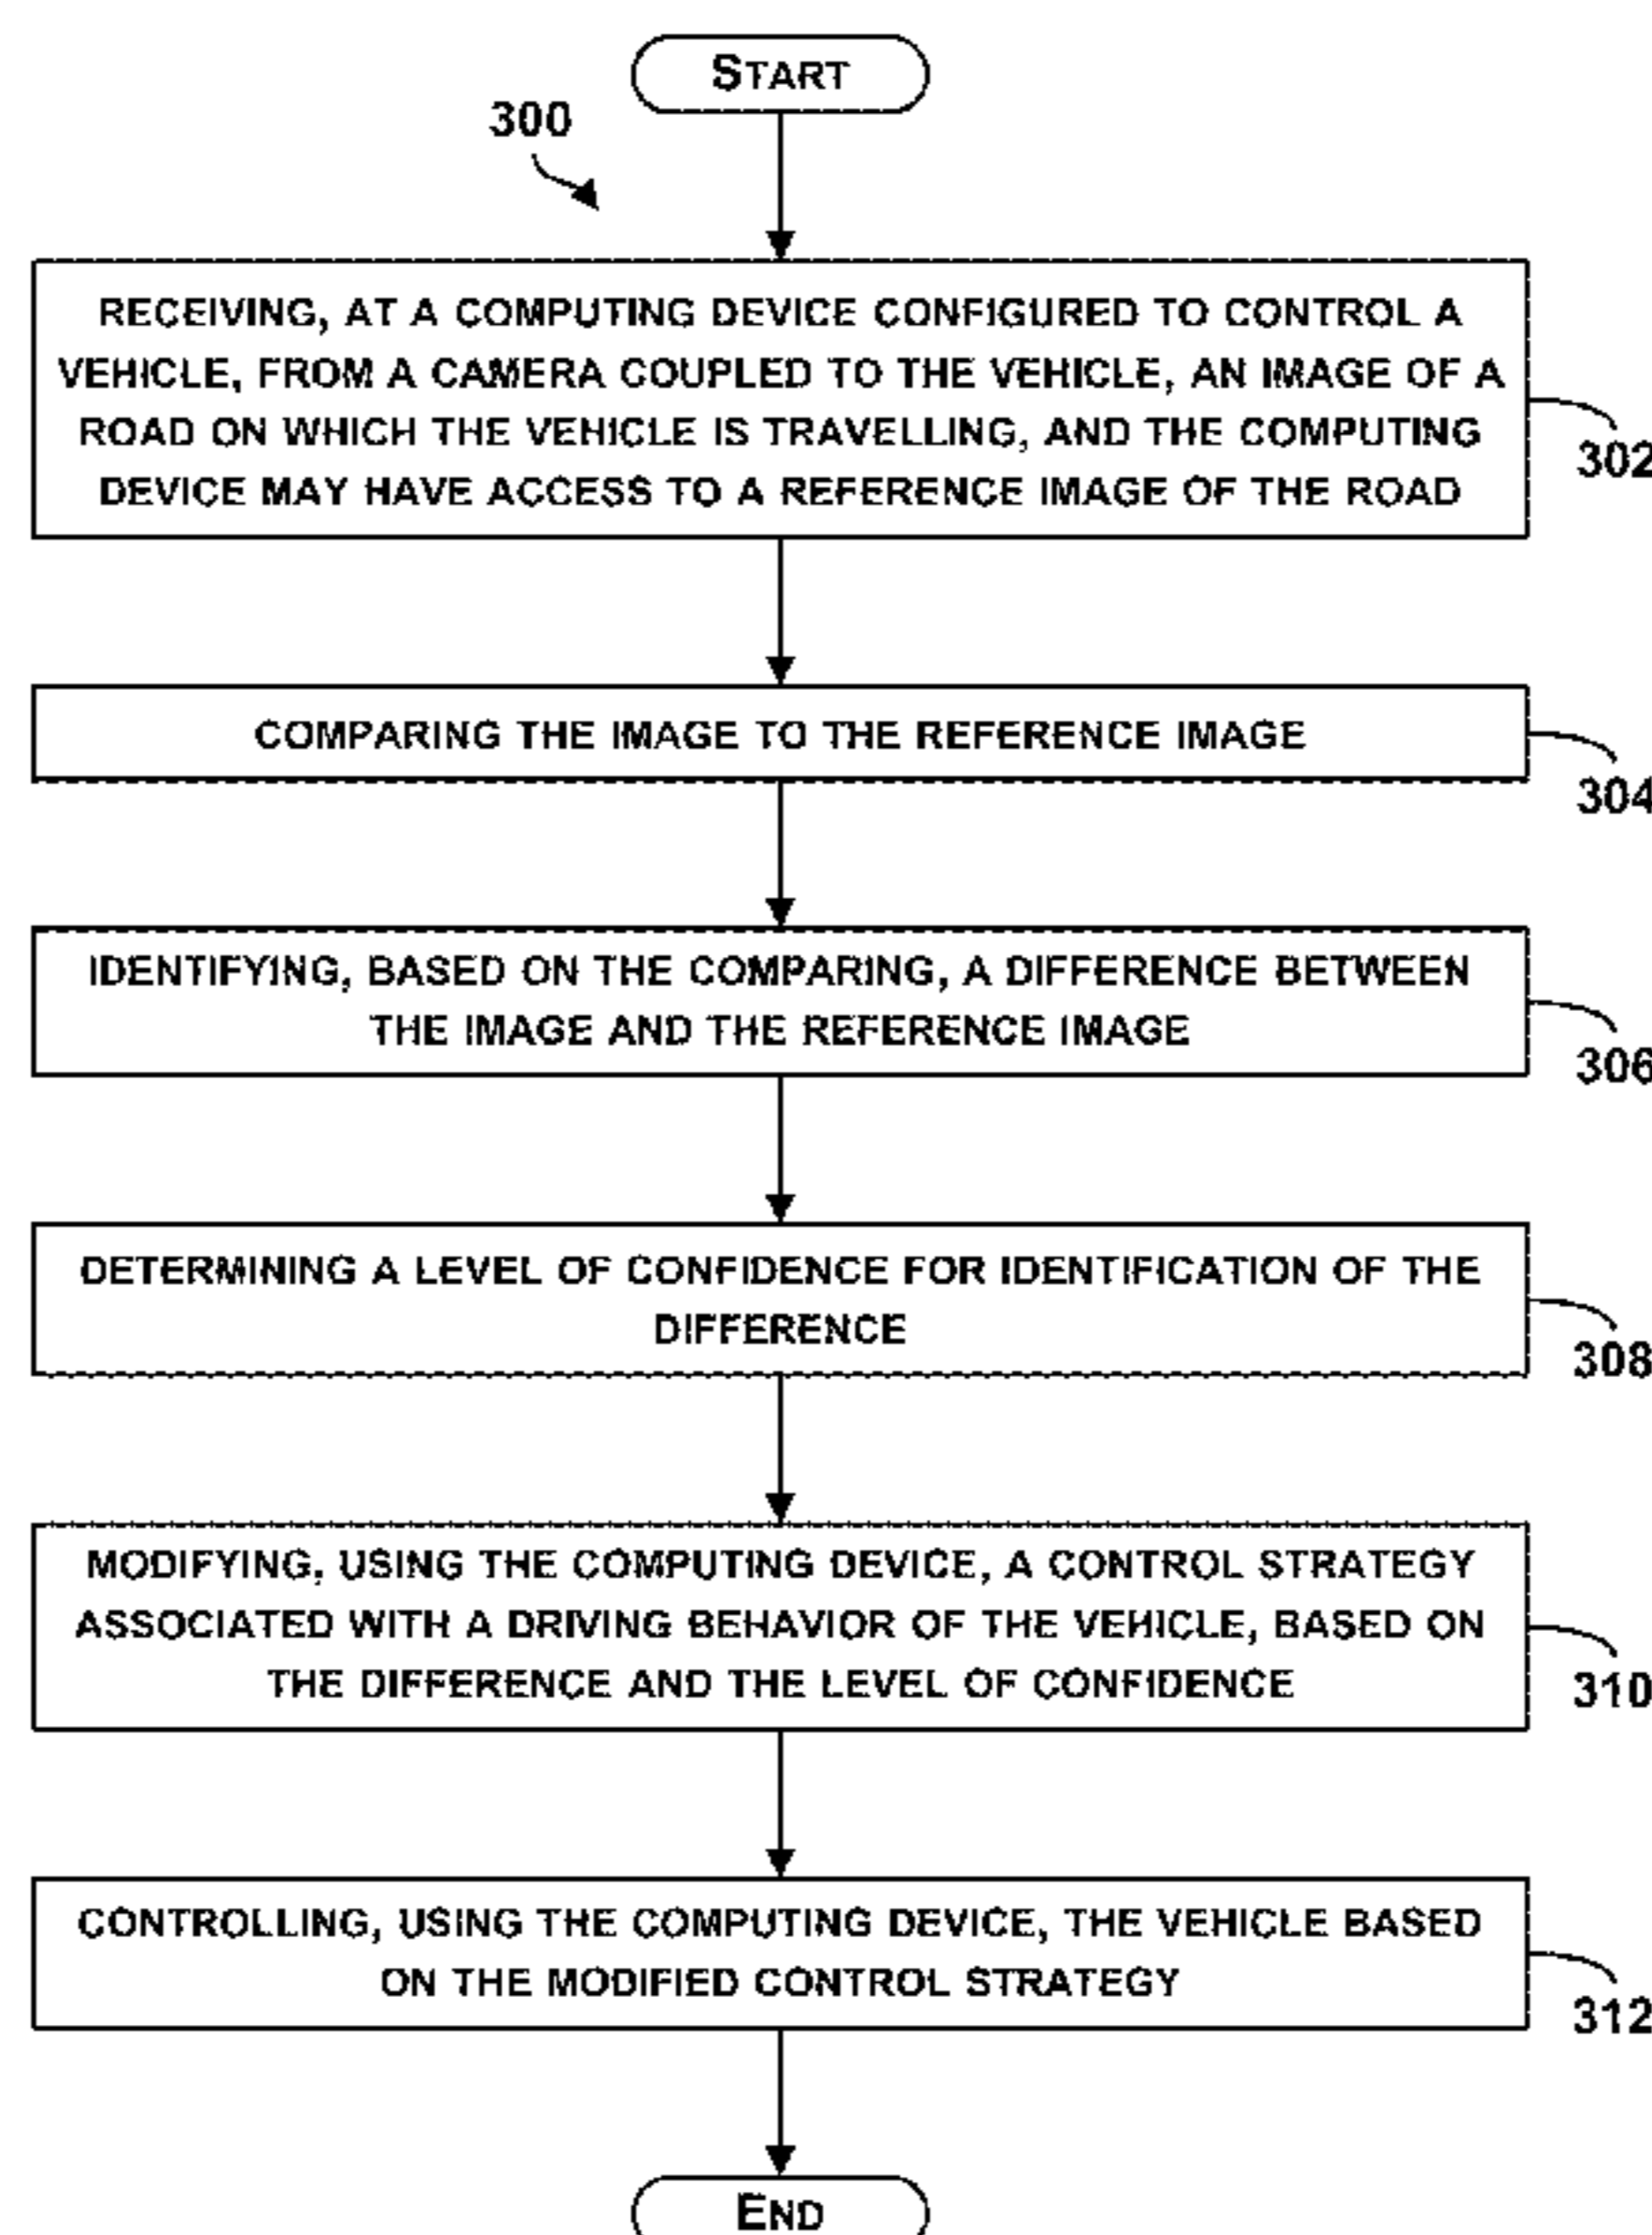 START
300
RECEIVING, AT A COMPUTING DEVICE CONFIGURED TO CONTROL A
VEHICLE, FROM A CAMERA COUPLED TO THE VEHICLE, AN IMAGE OF A
ROAD ON WHICH THE VEHICLE IS TRAVELLING, AND THE COMPUTING
DEVICE MAY HAVE ACCESS TO A REFERENCE IMAGE OF THE ROAD
302
COMPARING THE IMAGE TO THE REFERENCE IMAGE
304
IDENTIFYING, BASED ON THE COMPARING, A DIFFERENCE BETWEEN
THE IMAGE AND THE REFERENCE IMAGE
306
DETERMINING A LEVEL OF CONFIDENCE FOR IDENTIFICATION OF THE
DIFFERENCE
308
MODIFYING, USING THE COMPUTING DEVICE, A CONTROL STRATEGY
ASSOCIATED WITH A DRIVING BEHAVIOR OF THE VEHICLE, BASED ON
THE DIFFERENCE AND THE LEVEL OF CONFIDENCE
310
CONTROLLING, USING THE COMPUTING DEVICE, THE VEHICLE BASED
ON THE MODIFIED CONTROL STRATEGY
312
END